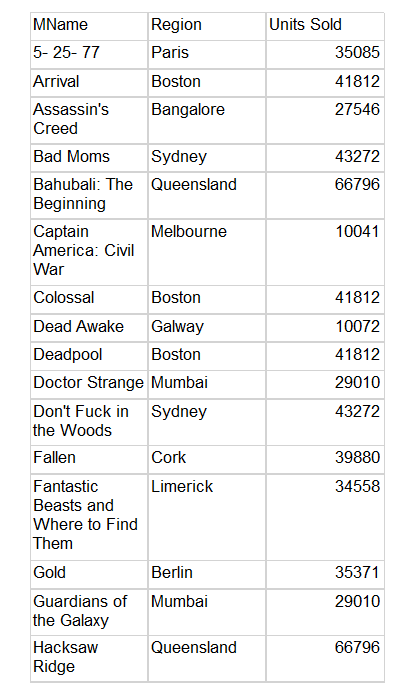 MName Region Units Sold
5- 25- 77 Paris 35085
Arrival Boston 41812
Assassin's Bangalore 27546
Creed
Bad Moms Sydney 43272
Bahubali: The Queensland 66796
Beginning
Captain Melbourne 10041
America: Civil
War
Colossal Boston 41812
Dead Awake Galway 10072
Deadpool Boston 41812
Doctor Strange Mumbai 29010
Don't Fuck in Sydney 43272
the Woods
Fallen Cork 39880
Fantastic Limerick 34558
Beasts and
Where to Find
Them
Gold Berlin 35371
Guardians of Mumbai 29010
the Galaxy
Hacksaw Queensland 66796
Ridge